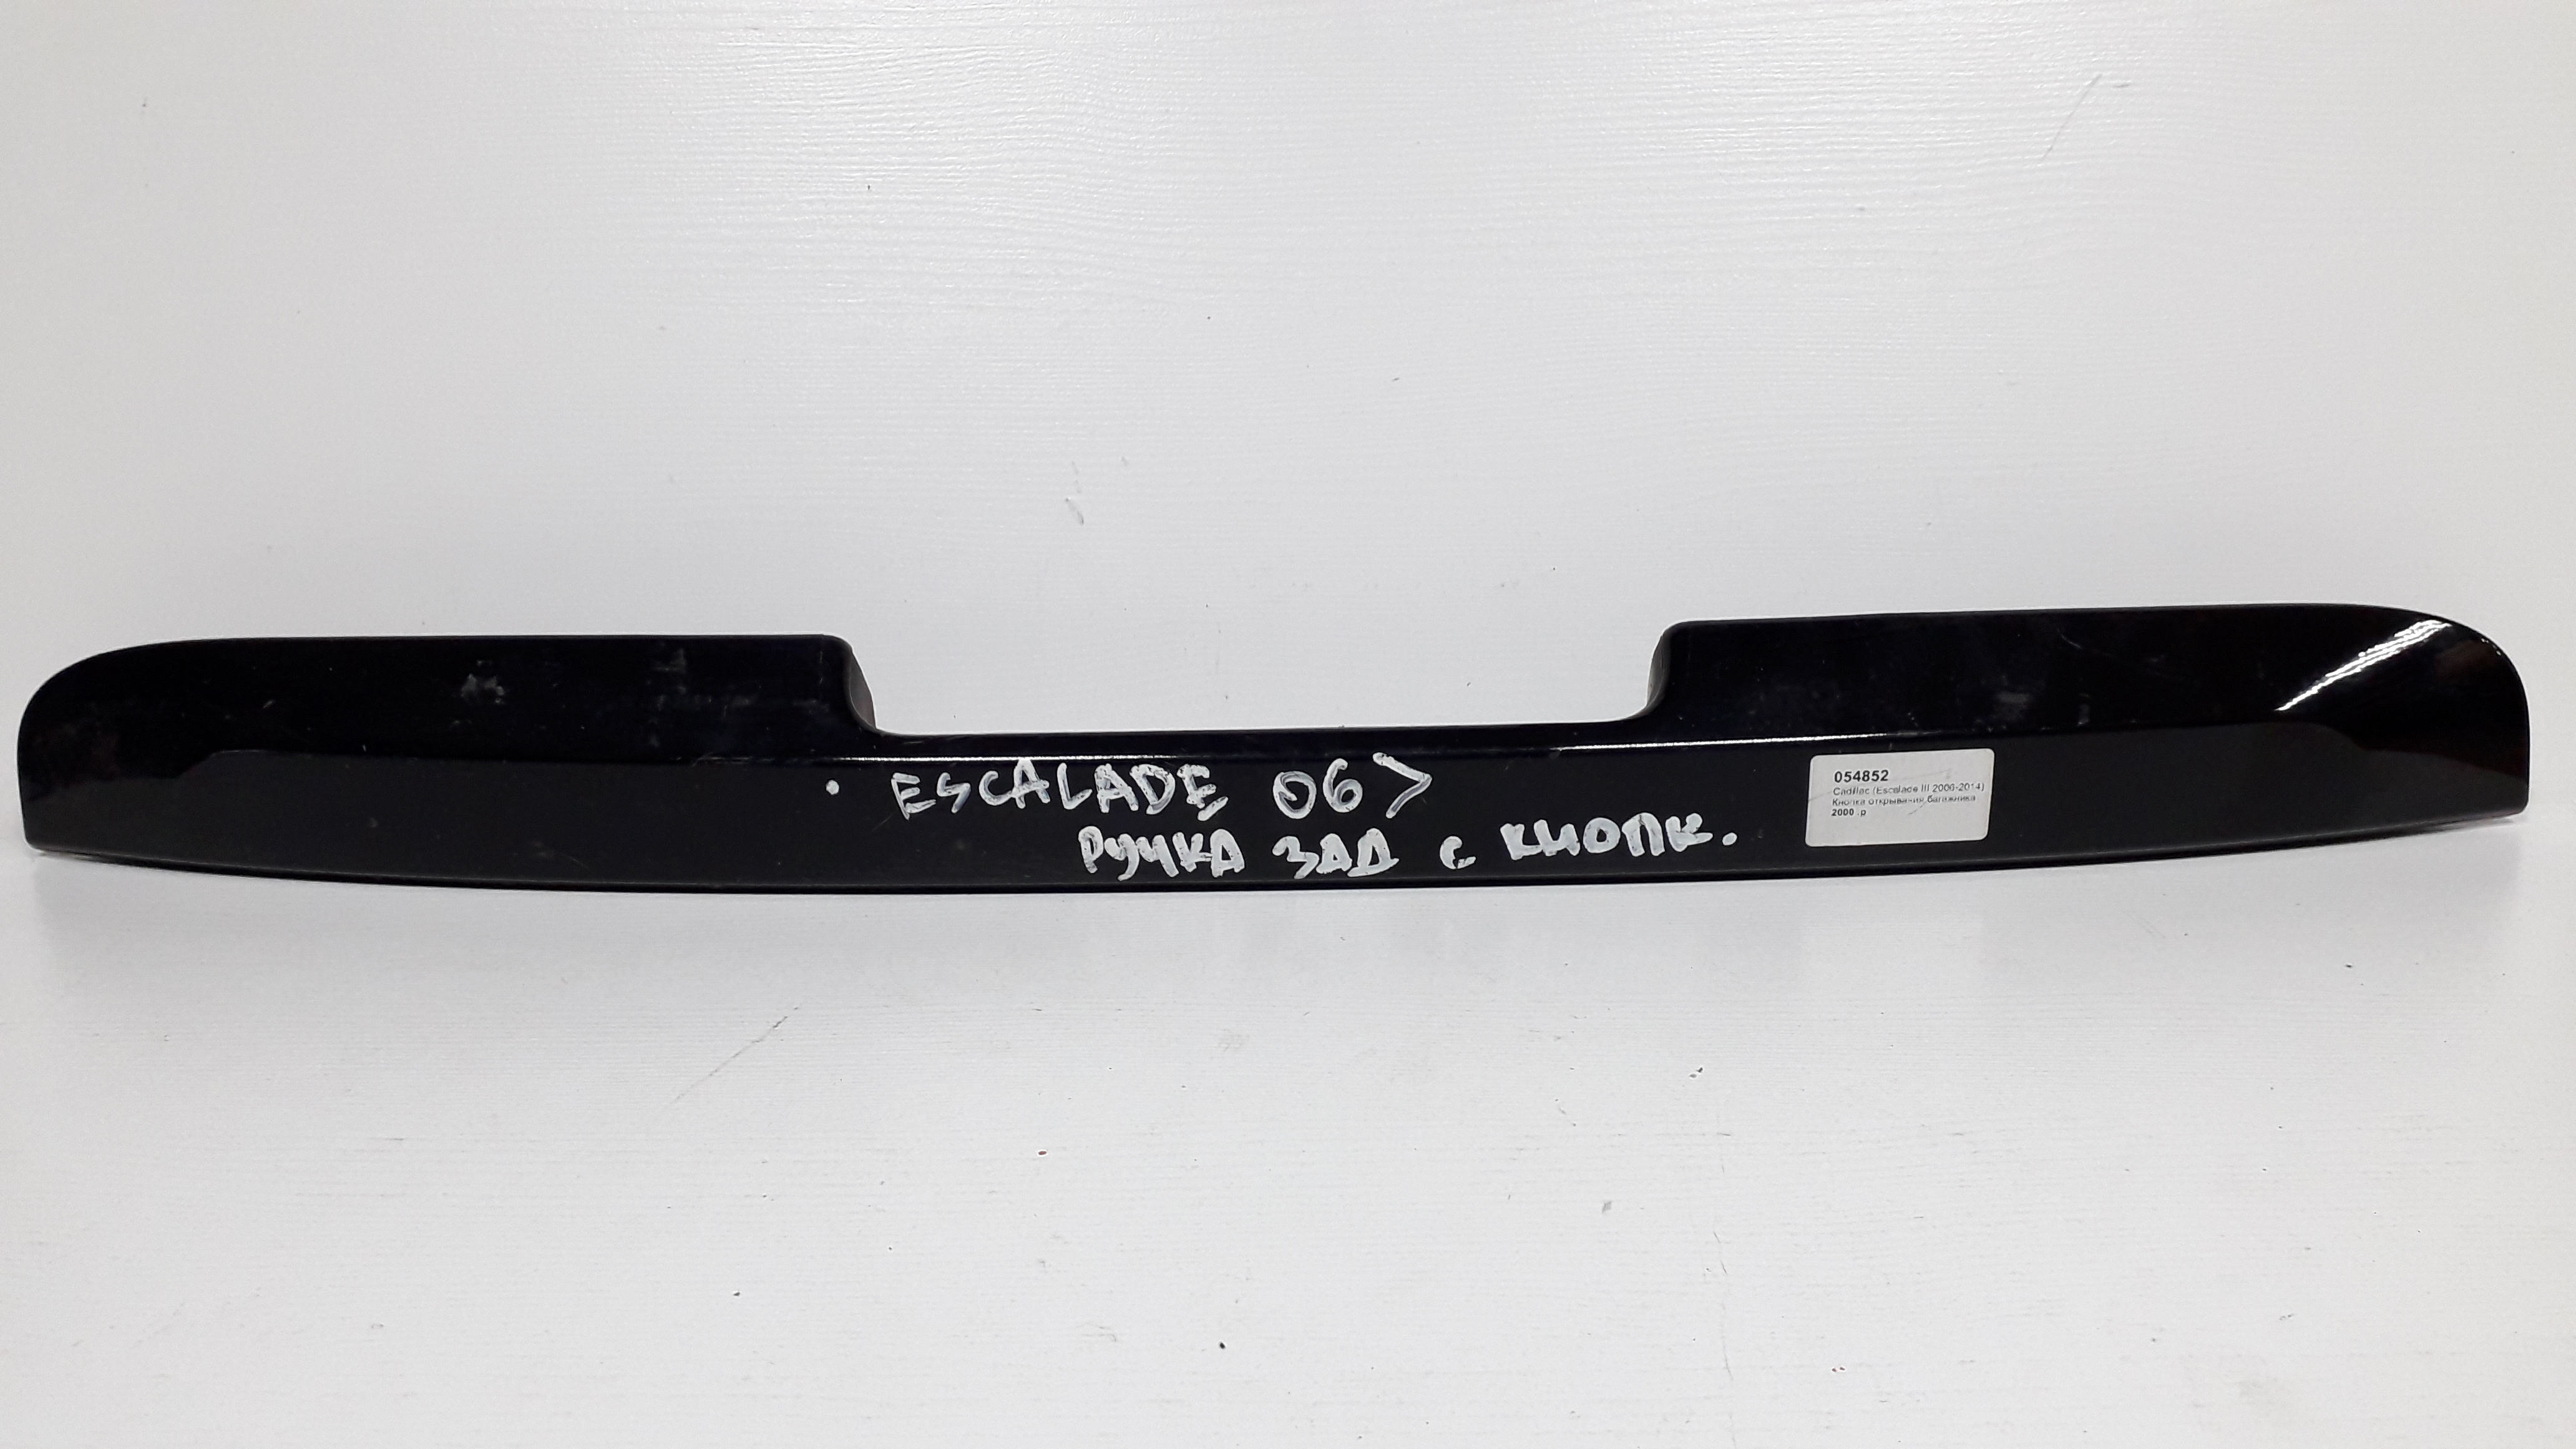 ESCALADE 06>
РУЧКА ЗАД С КНОПК.
054852
Cadillac (Escalade III 2006-2014)
Кнопка открывания багажника
2000 р